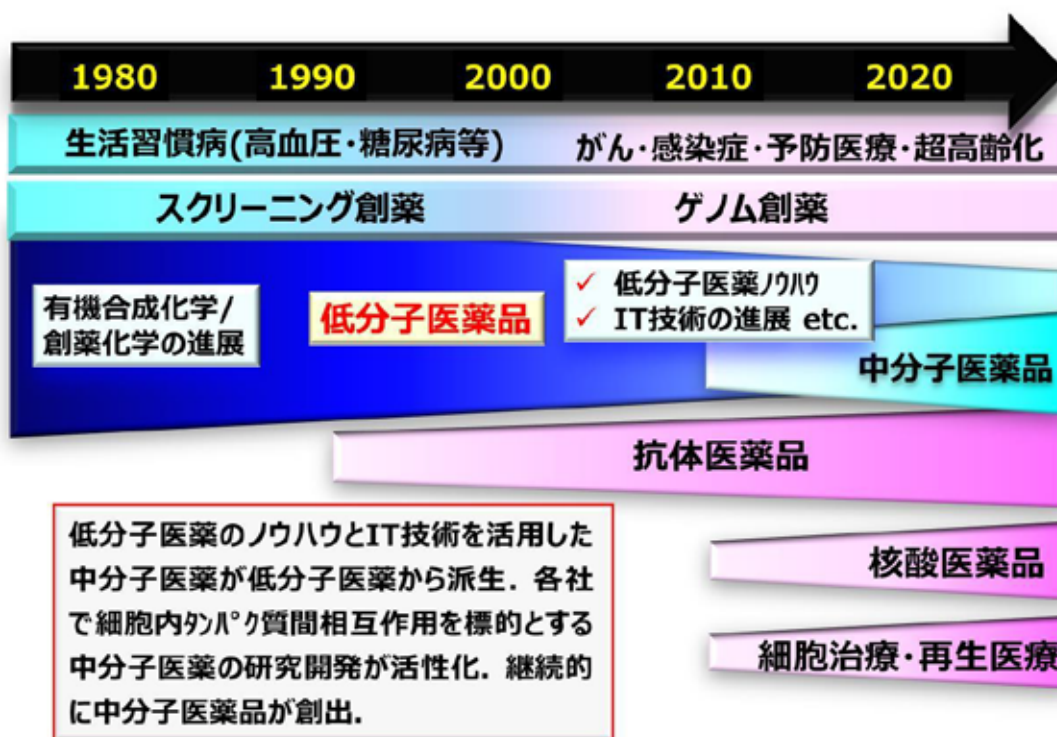 1980 1990 2000 2010 2020
生活習慣病(高血圧・糖尿病等) がん・感染症・予防医療・超高齢化
スクリーニング創薬 ゲノム創薬
有機合成化学/
創薬化学の進展
低分子医薬品
✓ 低分子医薬ノウハウ
✓ IT技術の進展 etc.
中分子医薬品
抗体医薬品
核酸医薬品
細胞治療・再生医療
低分子医薬のノウハウとIT技術を活用した
中分子医薬が低分子医薬から派生. 各社
で細胞内タンパク質間相互作用を標的とする
中分子医薬の研究開発が活性化. 継続的
に中分子医薬品が創出.